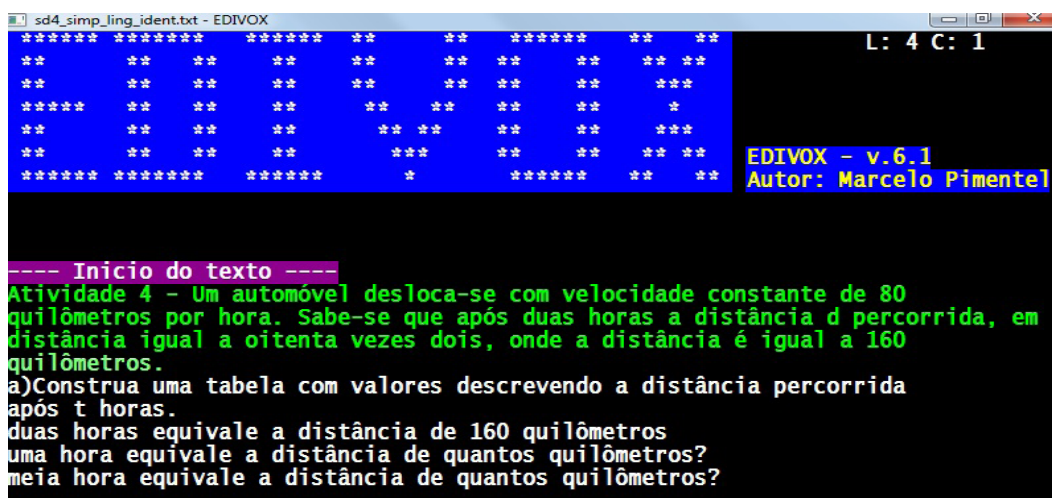 sd4_simp_ling_ident.txt - EDIVOX
L: 4 C: 1
EDIVOX
EDIVOX - v.6.1
Autor: Marcelo Pimentel
---- Inicio do texto ----
Atividade 4 - Um automóvel desloca-se com velocidade constante de 80
quilômetros por hora. Sabe-se que após duas horas a distância d percorrida, em
distância igual a oitenta vezes dois, onde a distância é igual a 160
quilômetros.
a)Construa uma tabela com valores descrevendo a distância percorrida
após t horas.
duas horas equivale a distância de 160 quilômetros
uma hora equivale a distância de quantos quilômetros?
meia hora equivale a distância de quantos quilômetros?